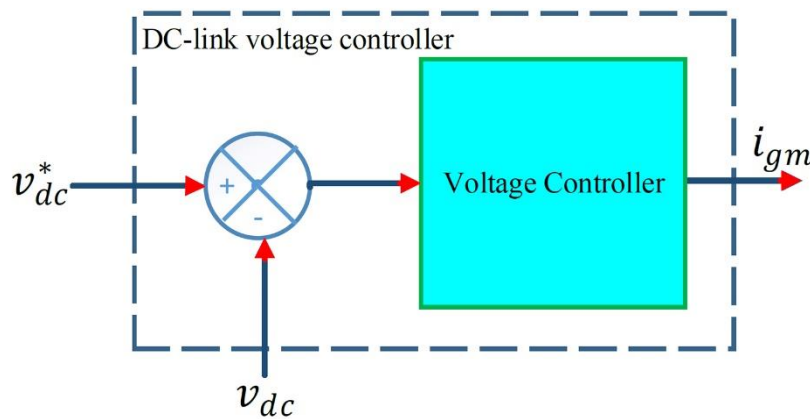 DC-link voltage controller
v*dc
+
-
Voltage Controller
igm
vdc